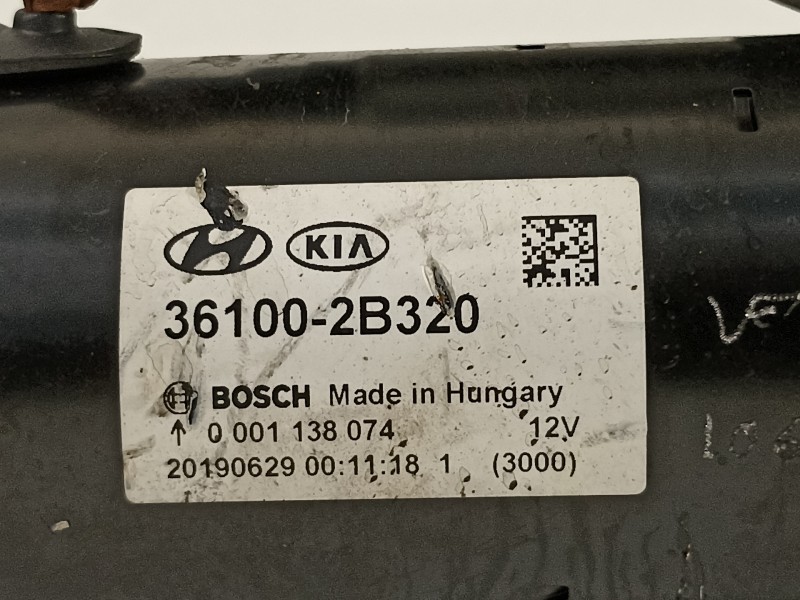 KIA
36100-2B320
BOSCH Made in Hungary
0 001 138 074 12V
20190629 00:11:18 1 (3000)